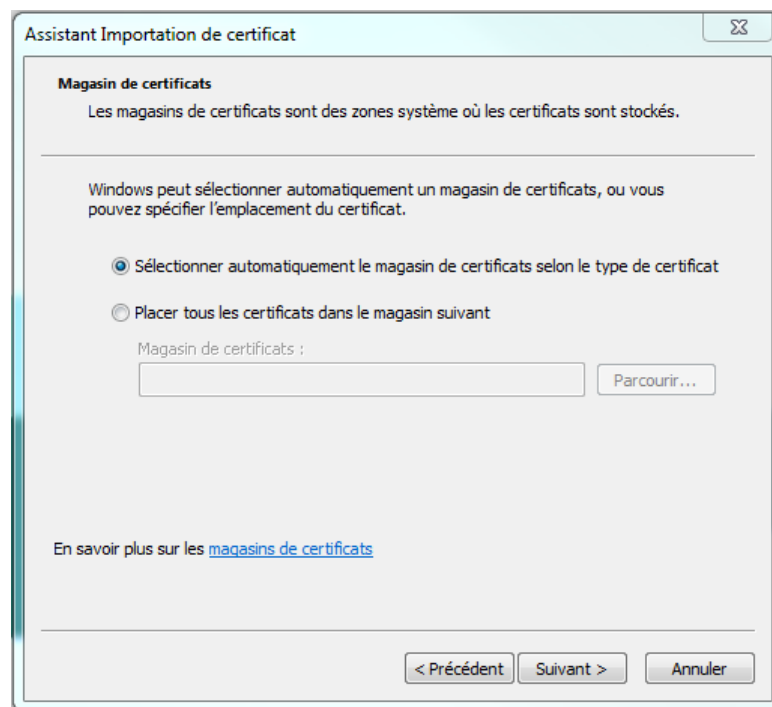 Assistant Importation de certificat
Magasin de certificats
Les magasins de certificats sont des zones système où les certificats sont stockés.
Windows peut sélectionner automatiquement un magasin de certificats, ou vous
pouvez spécifier l'emplacement du certificat.
Sélectionner automatiquement le magasin de certificats selon le type de certificat
Placer tous les certificats dans le magasin suivant
Magasin de certificats :
Parcourir...
En savoir plus sur les magasins de certificats
< Précédent Suivant > Annuler